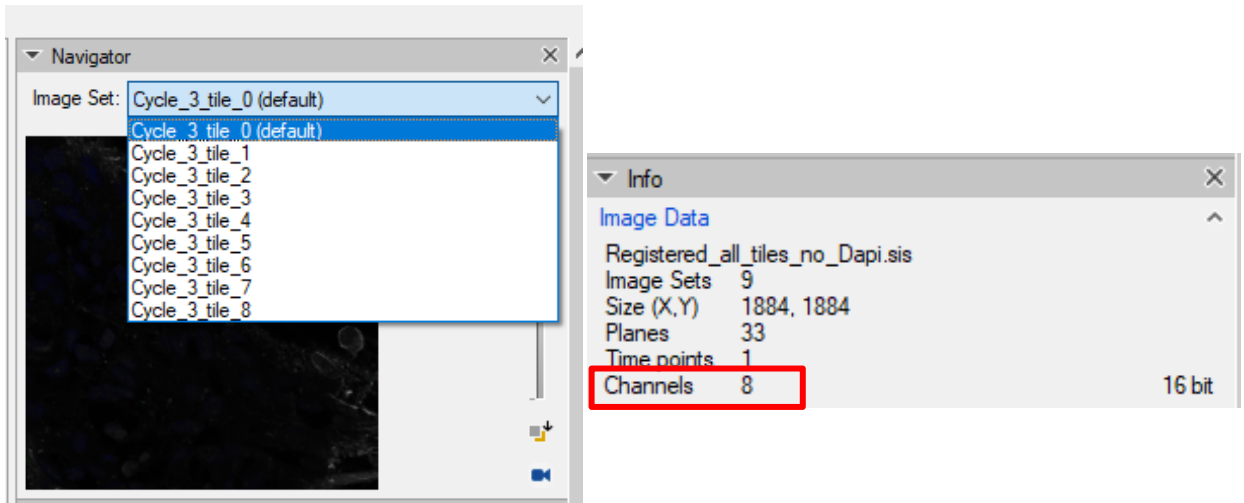 Navigator
Image Set: Cycle_3_tile_0 (default)
Cycle_3_tile_0 (default)
Cycle_3_tile_1
Cycle_3_tile_2
Cycle_3_tile_3
Cycle_3_tile_4
Cycle_3_tile_5
Cycle_3_tile_6
Cycle_3_tile_7
Cycle_3_tile_8
Info
Image Data
Registered_all_tiles_no_Dapi.sis
Image Sets 9
Size (X,Y) 1884, 1884
Planes 33
Time points 1
Channels 8 16 bit